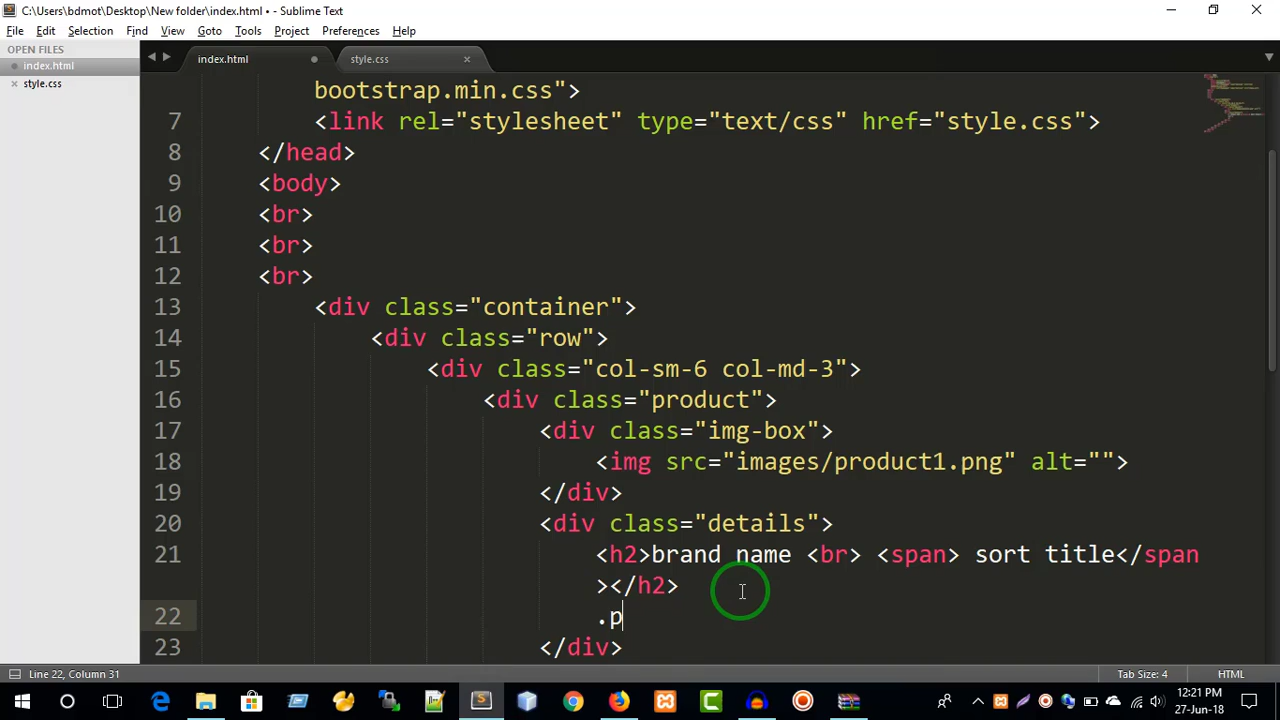 C:\Users\bdmot\Desktop\New folder\index.html • - Sublime Text
File Edit Selection Find View Goto Tools Project Preferences Help
OPEN FILES
index.html
style.css
index.html style.css
bootstrap.min.css">
7 <link rel="stylesheet" type="text/css" href="style.css">
8 </head>
9 <body>
10 <br>
11 <br>
12 <br>
13 <div class="container">
14 <div class="row">
15 <div class="col-sm-6 col-md-3">
16 <div class="product">
17 <div class="img-box">
18 <img src="images/product1.png" alt="">
19 </div>
20 <div class="details">
21 <h2>brand name <br> <span> sort title</span
></h2>
22 .p
23 </div>
Line 22, Column 31 Tab Size: 4 HTML
12:21 PM
27-Jun-18